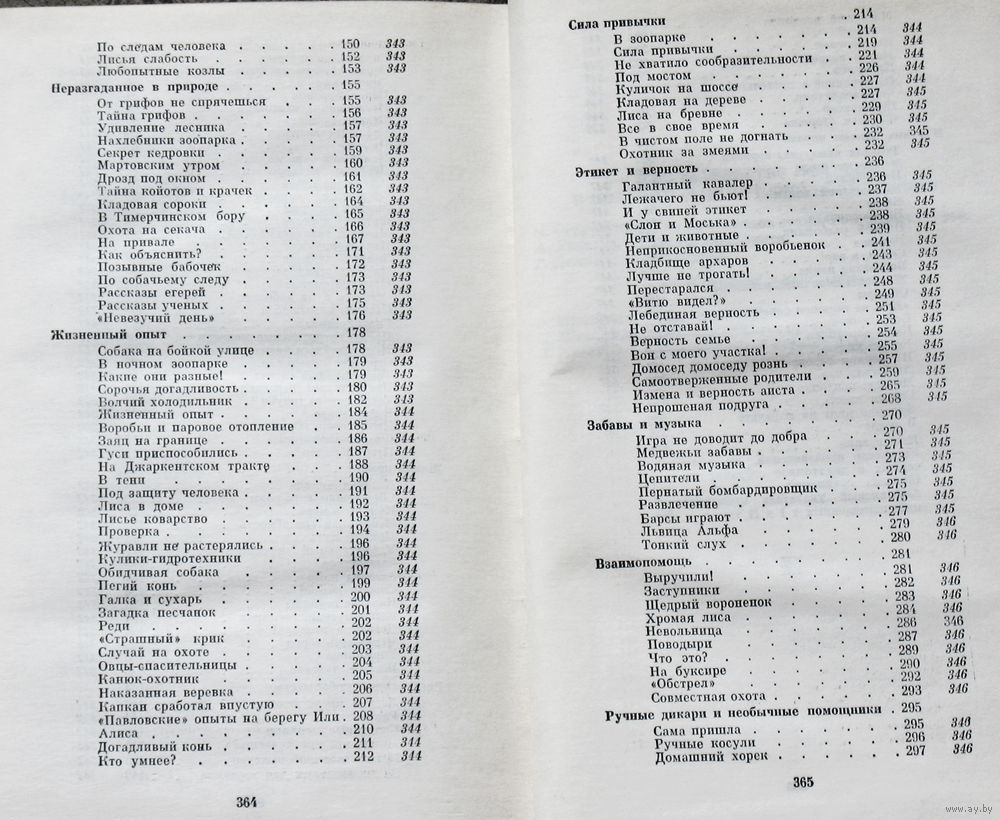 По следам человека . . . . . 150 343
Лисья слабость . . . . . . 152 343
Любопытные козлы . . . . . 153 343
Неразгаданное в природе . . . . . . 155
От грифов не спрячешься . . . 155 343
Тайна грифов . . . . . . . 156 343
Удивление лесника . . . . . 157 343
Нахлебники зоопарка . . . . . 157 343
Секрет кедровки . . . . . . 159 343
Мартовским утром . . . . . 160 343
Дрозд под окном . . . . . . 161 343
Тайна койотов и крачек . . . . 162 343
Кладовая сороки . . . . . . 164 343
В Тимерчинском бору . . . . 165 343
Охота на секача . . . . . . 166 343
На привале . . . . . . . 167 343
Как объяснить? . . . . . . 171 343
Позывные бабочек . . . . . 172 343
По собачьему следу . . . . . 173 343
Рассказы егерей . . . . . . 173 343
Рассказы ученых . . . . . . 175 343
«Невезучий день» . . . . . . 176 343
Жизненный опыт . . . . . . . . 178
Собака на бойкой улице . . . . 178 343
В ночном зоопарке . . . . . 179 343
Какие они разные! . . . . . 179 343
Сорочья догадливость . . . . . 180 343
Волчий холодильник . . . . . 182 343
Жизненный опыт . . . . . . 184 344
Воробьи и паровое отопление . . 185 344
Заяц на границе . . . . . . 186 344
Гуси приспособились . . . . . 187 344
На Джаркентском тракте . . . 188 344
В тени . . . . . . . . 190 344
Под защиту человека . . . . . 191 344
Лиса в доме . . . . . . . 192 344
Лисье коварство . . . . . . 193 344
Проверка . . . . . . . . 194 344
Журавли не растерялись . . . . 196 344
Кулики-гидротехники . . . . . 196 344
Обидчивая собака . . . . . 197 344
Пегий конь . . . . . . . 199 344
Галка и сухарь . . . . . . 200 344
Загадка песчанок . . . . . . 201 344
Реди . . . . . . . . . 202 344
«Страшный» крик . . . . . . 202 344
Случай на охоте . . . . . . 203 344
Овцы-спасительницы . . . . . 204 344
Канюк-охотник . . . . . . 205 344
Наказанная веревка . . . . . 206 344
Капкан сработал впустую . . . . 207 344
«Павловские» опыты на берегу Или . 208 344
Алиса . . . . . . . . . 210 344
Догадливый конь . . . . . . 211 344
Кто умнее? . . . . . . . 212 344
364
Сила привычки . 214
В зоопарке . . . . . . . 214 344
Сила привычки . . . . . . 219 344
Не хватило сообразительности . . 221 344
Под мостом . . . . . . . 226 344
Куличок на шоссе . . . . . . 227 344
Кладовая на дереве . . . . . 227 345
Лиса на бревне . . . . . . 229 345
Все в свое время . . . . . . 230 345
В чистом поле не догнать . . . 232 345
Охотник за змеями . . . . . 232 345
Этикет и верность . . . . . . . 236
Галантный кавалер . . . . . 236 345
Лежачего не бьют! . . . . . 237 345
И у свиней этикет . . . . . 238 345
«Слон и Моська» . . . . . . 238 345
Дети и животные . . . . . . 239 345
Неприкосновенный воробьенок . . 241 345
Кладбище архаров . . . . . 243 345
Лучше не трогать! . . . . . 244 345
Перестарался . . . . . . . 248 345
«Витю видел?» . . . . . . 249 345
Лебединая верность . . . . . 251 345
Не отставай! . . . . . . . 253 345
Верность семье . . . . . . 254 345
Вон с моего участка! . . . . . 255 345
Домосед домоседу рознь . . . . 257 345
Самоотверженные родители . . . 259 345
Измена и верность аиста . . . . 265 345
Непрошеная подруга . . . . . 268 345
Забавы и музыка . . . . . . . 270
Игра не доводит до добра . . . 270 345
Медвежьи забавы . . . . . . 271 345
Водяная музыка . . . . . . 273 345
Ценители . . . . . . . . 274 345
Пернатый бомбардировщик . . . 275 345
Развлечение . . . . . . . 275 345
Барсы играют . . . . . . . 277 345
Львица Альфа . . . . . . 279 346
Тонкий слух . . . . . . . 280 346
Взаимопомощь . . . . . . . . 281
Выручили! . . . . . . . 281 346
Заступники . . . . . . . 282 346
Щедрый вороненок . . . . . 283 346
Хромая лиса . . . . . . . 284 346
Невольница . . . . . . . 286 346
Поводыри . . . . . . . . 287 346
Что это? . . . . . . . . 289 346
На буксире . . . . . . . 290 346
«Обстрел» . . . . . . . . 292 346
Совместная охота . . . . . . 293 346
Ручные дикари и необычные помощники . 295
Сама пришла . . . . . . . 295 346
Ручные косули . . . . . . 296 346
Домашний хорек . . . . . . 297 346
365
www.ay.by